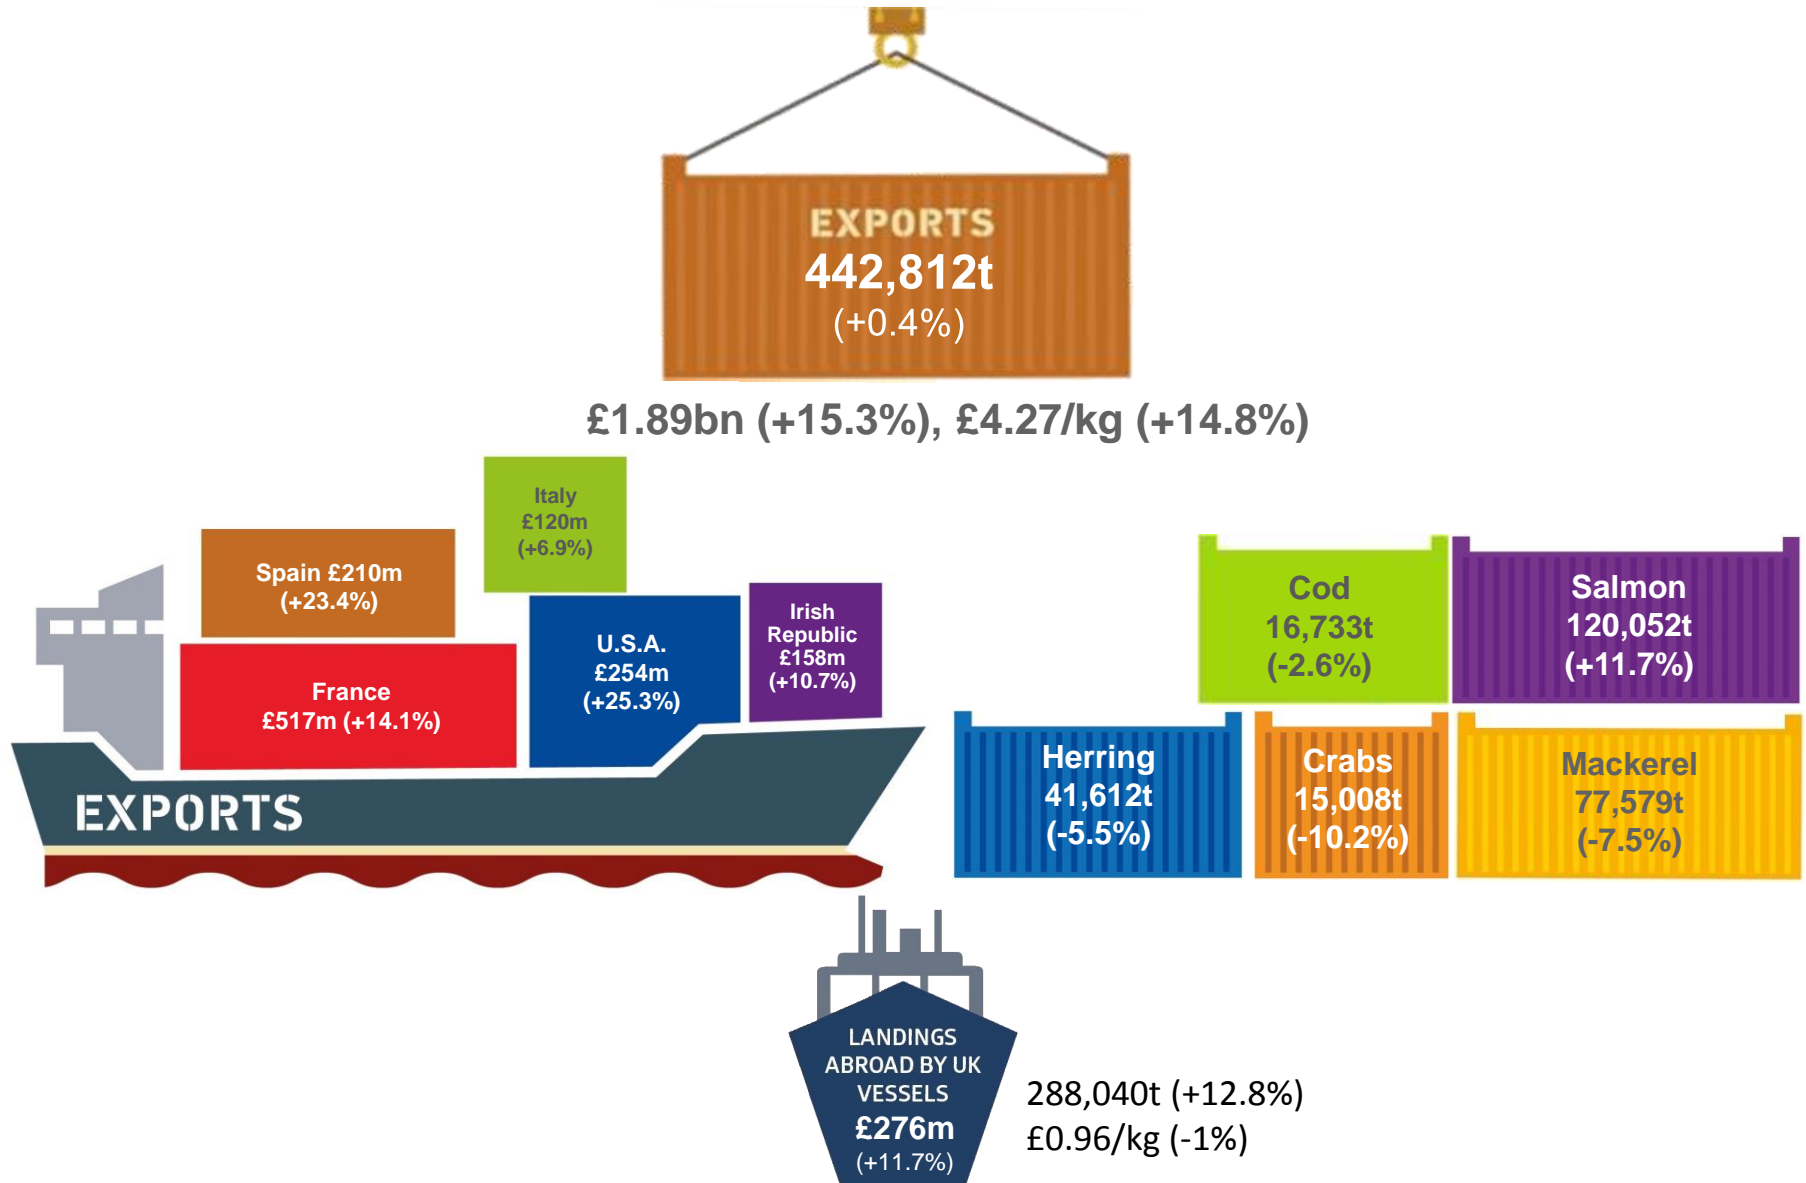 EXPORTS
442,812t
(+0.4%)
£1.89bn (+15.3%), £4.27/kg (+14.8%)
Italy
£120m
(+6.9%)
Spain £210m
(+23.4%)
Irish
Republic
£158m
(+10.7%)
U.S.A.
£254m
(+25.3%)
France
£517m (+14.1%)
EXPORTS
Cod
16,733t
(-2.6%)
Salmon
120,052t
(+11.7%)
Herring
41,612t
(-5.5%)
Crabs
15,008t
(-10.2%)
Mackerel
77,579t
(-7.5%)
LANDINGS
ABROAD BY UK
VESSELS
£276m
(+11.7%)
288,040t (+12.8%)
£0.96/kg (-1%)